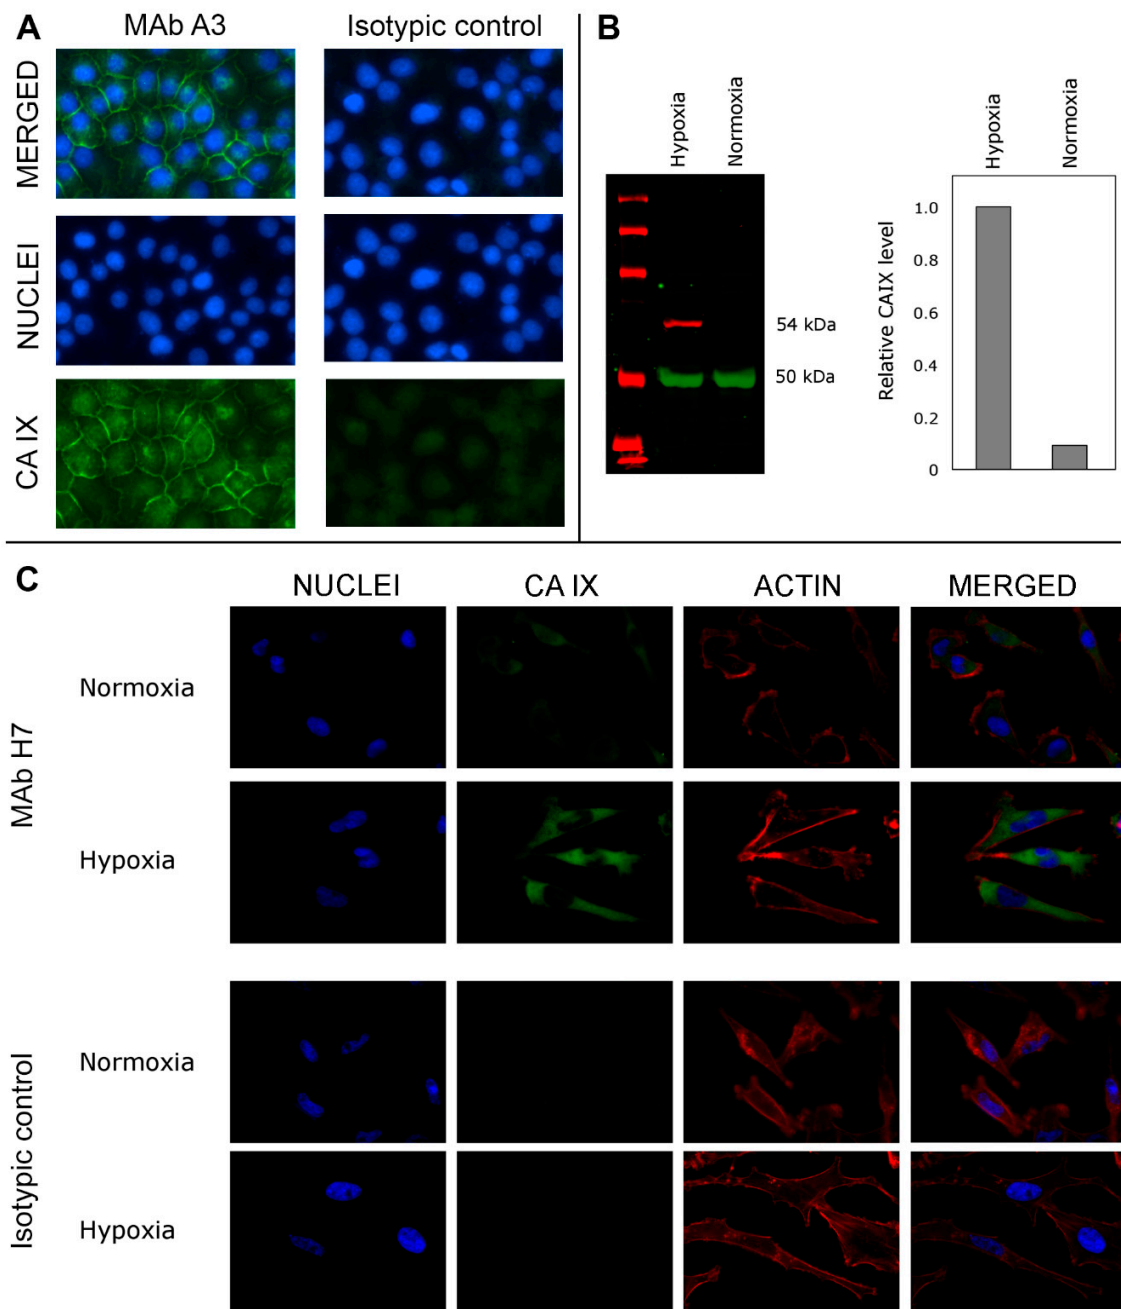 A
MAb A3
Isotypic control
MERGED
NUCLEI
CA IX
B
Hypoxia
Normoxia
54 kDa
50 kDa
Hypoxia
Normoxia
Relative CAIX level
1.0
0.8
0.6
0.4
0.2
0
C
NUCLEI
CA IX
ACTIN
MERGED
MAb H7
Normoxia
Hypoxia
Isotypic control
Normoxia
Hypoxia